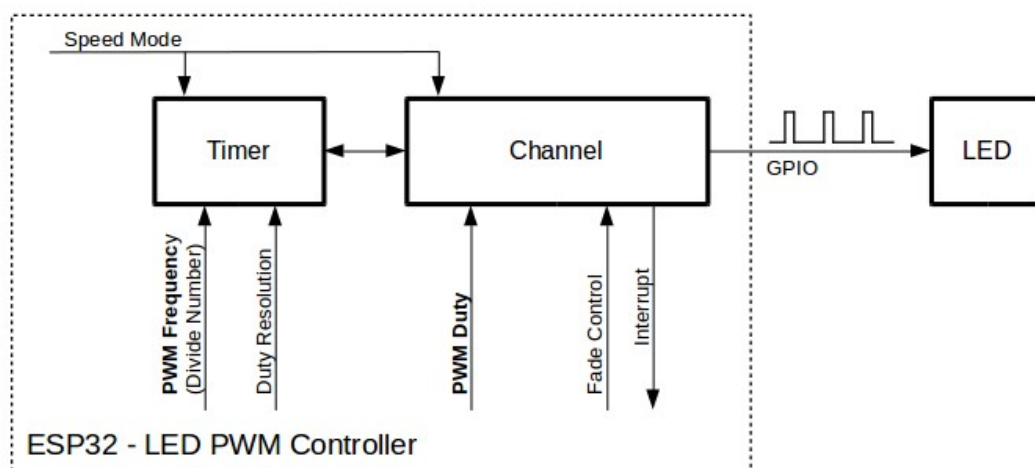 Speed Mode
Timer
Channel
GPIO
LED
PWM Frequency
(Divide Number)
Duty Resolution
PWM Duty
Fade Control
Interrupt
ESP32 - LED PWM Controller